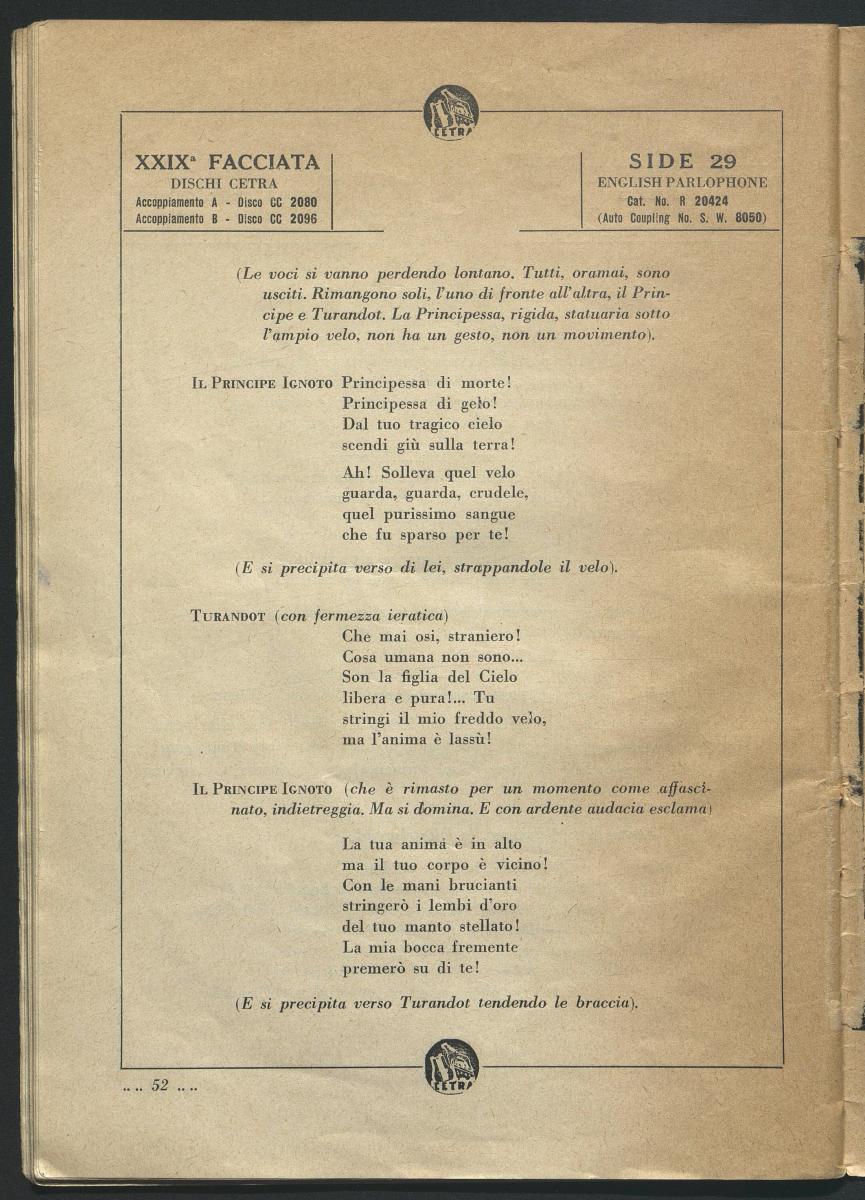 CETRA
XXIXª FACCIATA
DISCHI CETRA
Accoppiamento A - Disco CC 2080
Accoppiamento B - Disco CC 2096
SIDE 29
ENGLISH PARLOPHONE
Cat. No. R 20424
(Auto Coupling No. S. W. 8050)
(Le voci si vanno perdendo lontano. Tutti, oramai, sono
usciti. Rimangono soli, l'uno di fronte all'altra, il Prin-
cipe e Turandot. La Principessa, rigida, statuaria sotto
l'ampio velo, non ha un gesto, non un movimento).
IL PRINCIPE IGNOTO Principessa di morte!
Principessa di gelo!
Dal tuo tragico cielo
scendi giù sulla terra!
Ah! Solleva quel velo
guarda, guarda, crudele,
quel purissimo sangue
che fu sparso per te!
(E si precipita verso di lei, strappandole il velo).
TURANDOT (con fermezza ieratica)
Che mai osi, straniero!
Cosa umana non sono...
Son la figlia del Cielo
libera e pura!... Tu
stringi il mio freddo velo,
ma l'anima è lassù!
IL PRINCIPE IGNOTO (che è rimasto per un momento come affasci-
nato, indietreggia. Ma si domina. E con ardente audacia esclama)
La tua anima è in alto
ma il tuo corpo è vicino!
Con le mani brucianti
stringerò i lembi d'oro
del tuo manto stellato!
La mia bocca fremente
premerò su di te!
(E si precipita verso Turandot tendendo le braccia).
CETRA
.. .. 52 .. ..